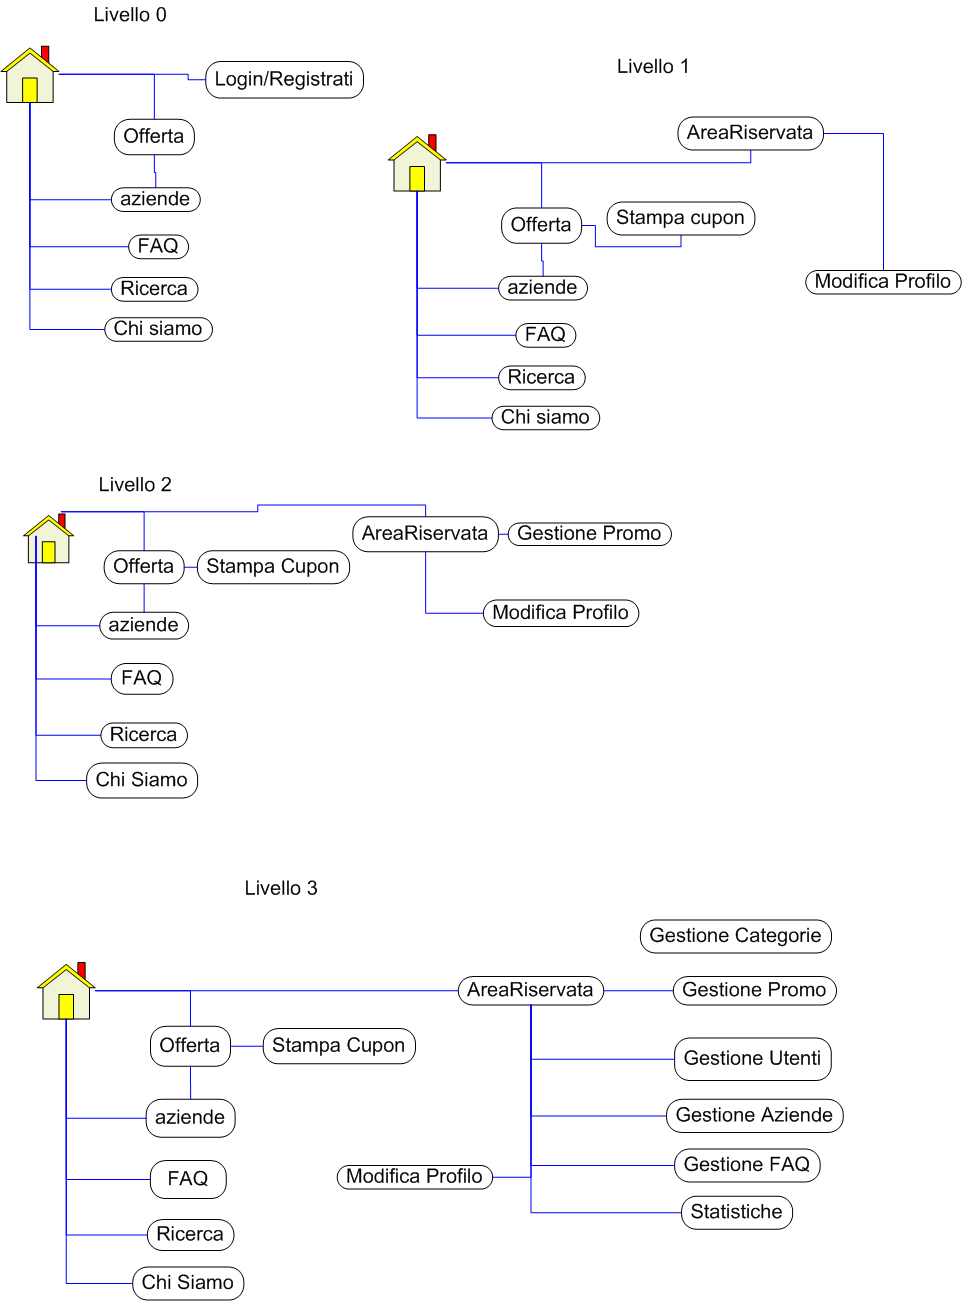 Livello 0
Login/Registrati
Offerta
aziende
FAQ
Ricerca
Chi siamo
Livello 1
AreaRiservata
Offerta
Stampa cupon
aziende
Modifica Profilo
FAQ
Ricerca
Chi siamo
Livello 2
AreaRiservata
Gestione Promo
Offerta
Stampa Cupon
Modifica Profilo
aziende
FAQ
Ricerca
Chi Siamo
Livello 3
Gestione Categorie
AreaRiservata
Gestione Promo
Offerta
Stampa Cupon
Gestione Utenti
aziende
Gestione Aziende
Modifica Profilo
Gestione FAQ
FAQ
Statistiche
Ricerca
Chi Siamo